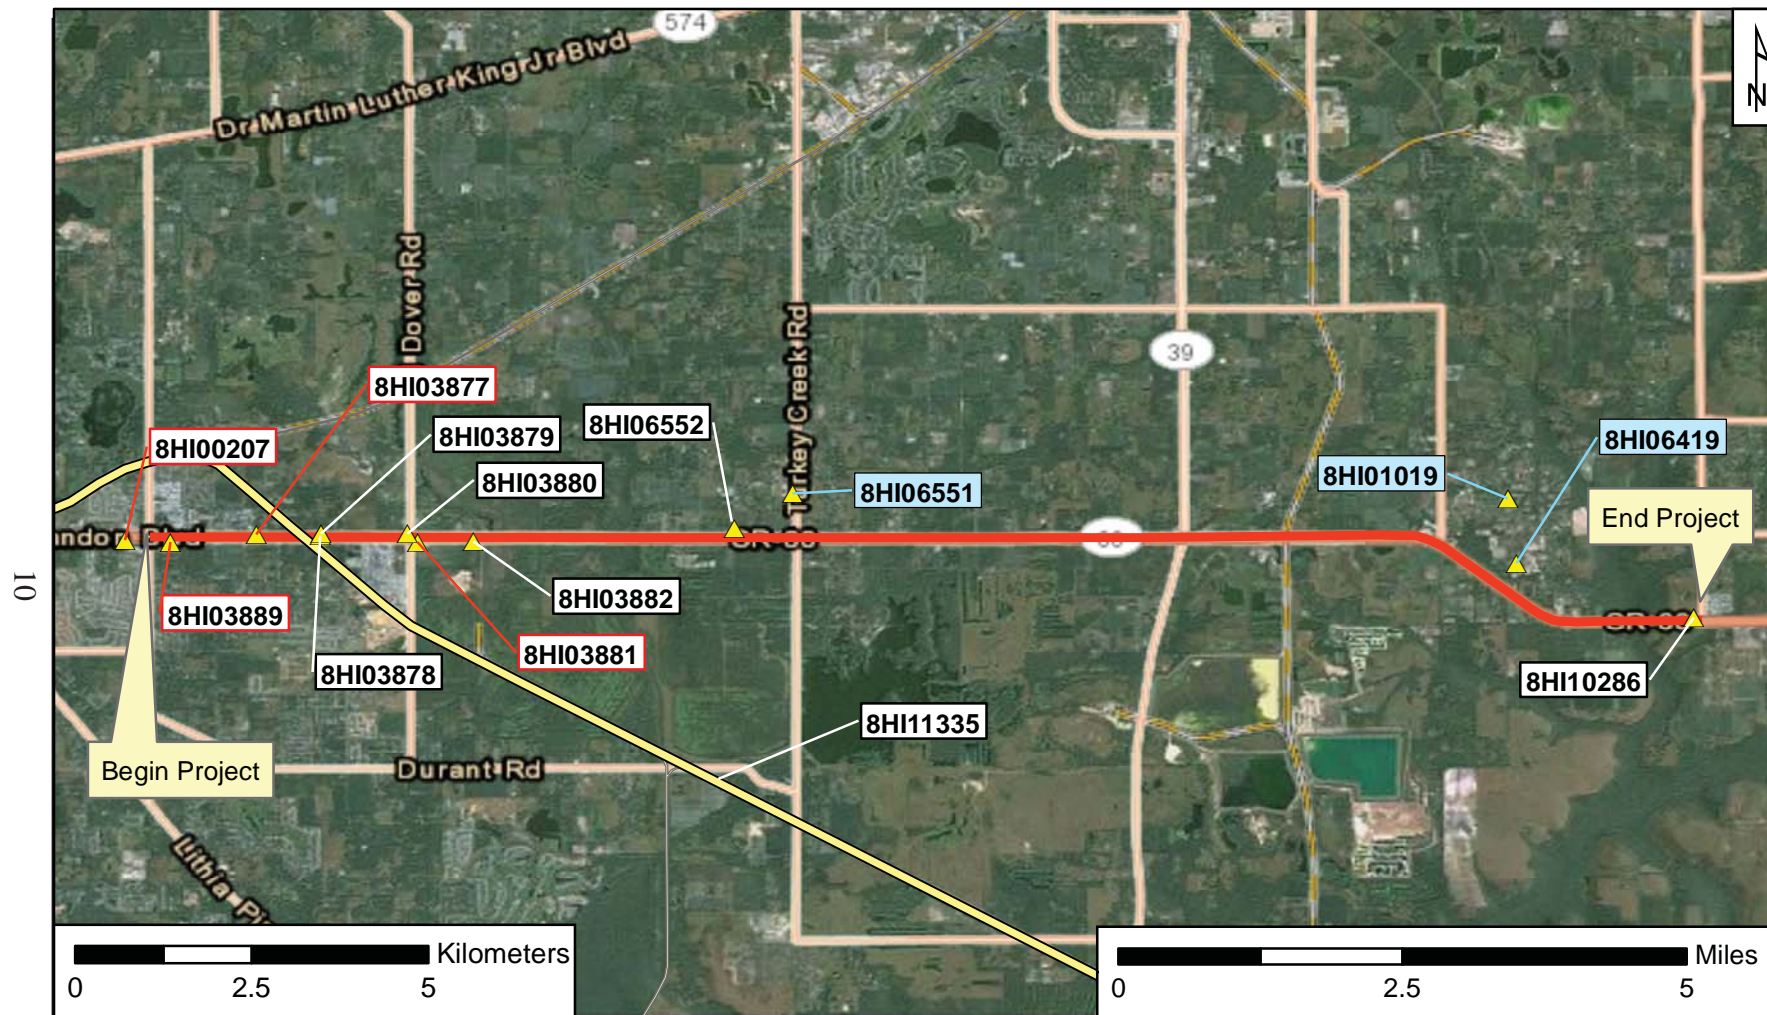 574
Dr Martin Luther King Jr Blvd
N
Dover Rd
Turkey Creek Rd
39
8HI03877
8HI00207
8HI03879
8HI06552
8HI03880
8HI06551
8HI06419
8HI01019
End Project
8HI03889
8HI03882
8HI03881
8HI03878
8HI10286
8HI11335
10
Begin Project
Durant Rd
Kilometers
0 2.5 5
Miles
0 2.5 5